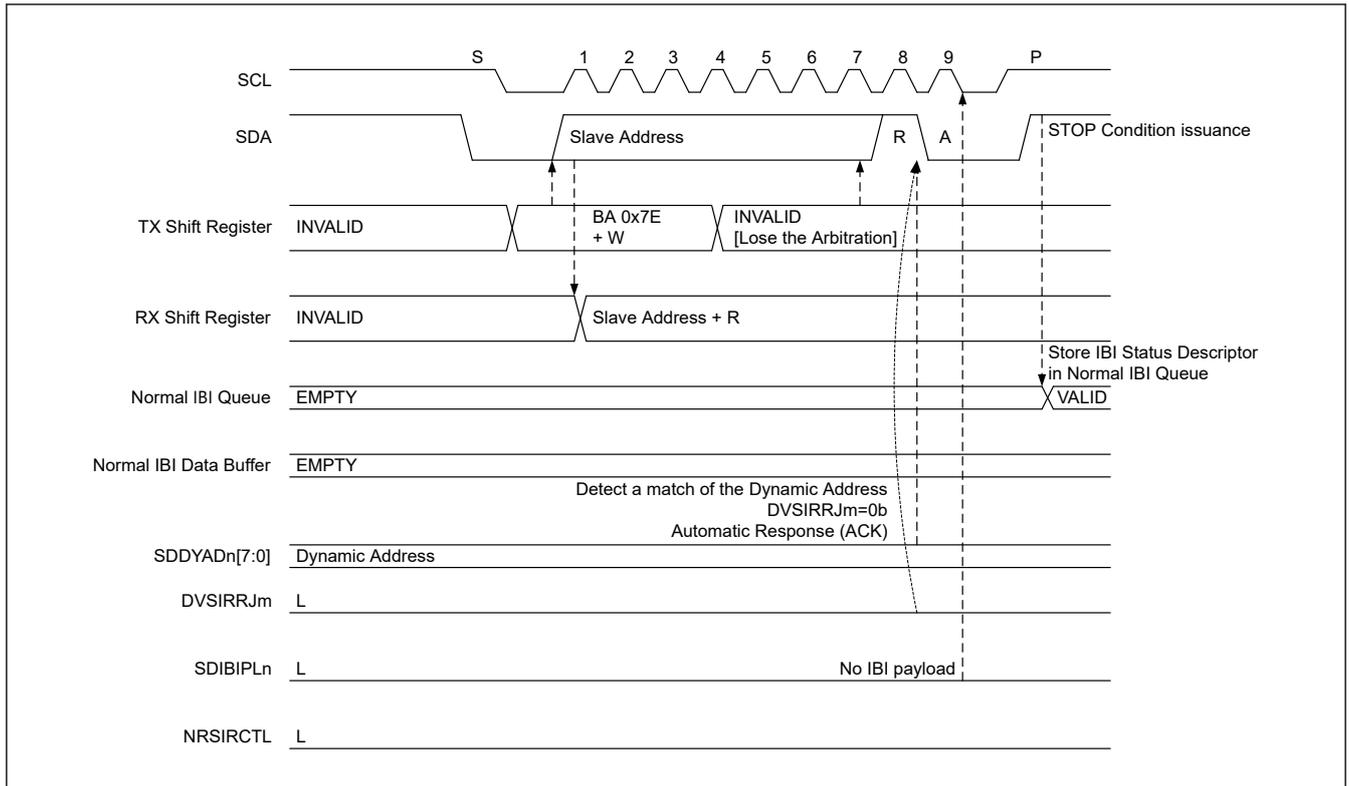 S 1 2 3 4 5 6 7 8 9 P
SCL
SDA Slave Address R A STOP Condition issuance
TX Shift Register INVALID BA 0x7E INVALID
+ W [Lose the Arbitration]
RX Shift Register INVALID Slave Address + R
Store IBI Status Descriptor
in Normal IBI Queue
Normal IBI Queue EMPTY VALID
Normal IBI Data Buffer EMPTY
Detect a match of the Dynamic Address
DVSIRRJm=0b
Automatic Response (ACK)
SDDYADn[7:0] Dynamic Address
DVSIRRJm L
SDIBIPLn L No IBI payload
NRSIRCTL L